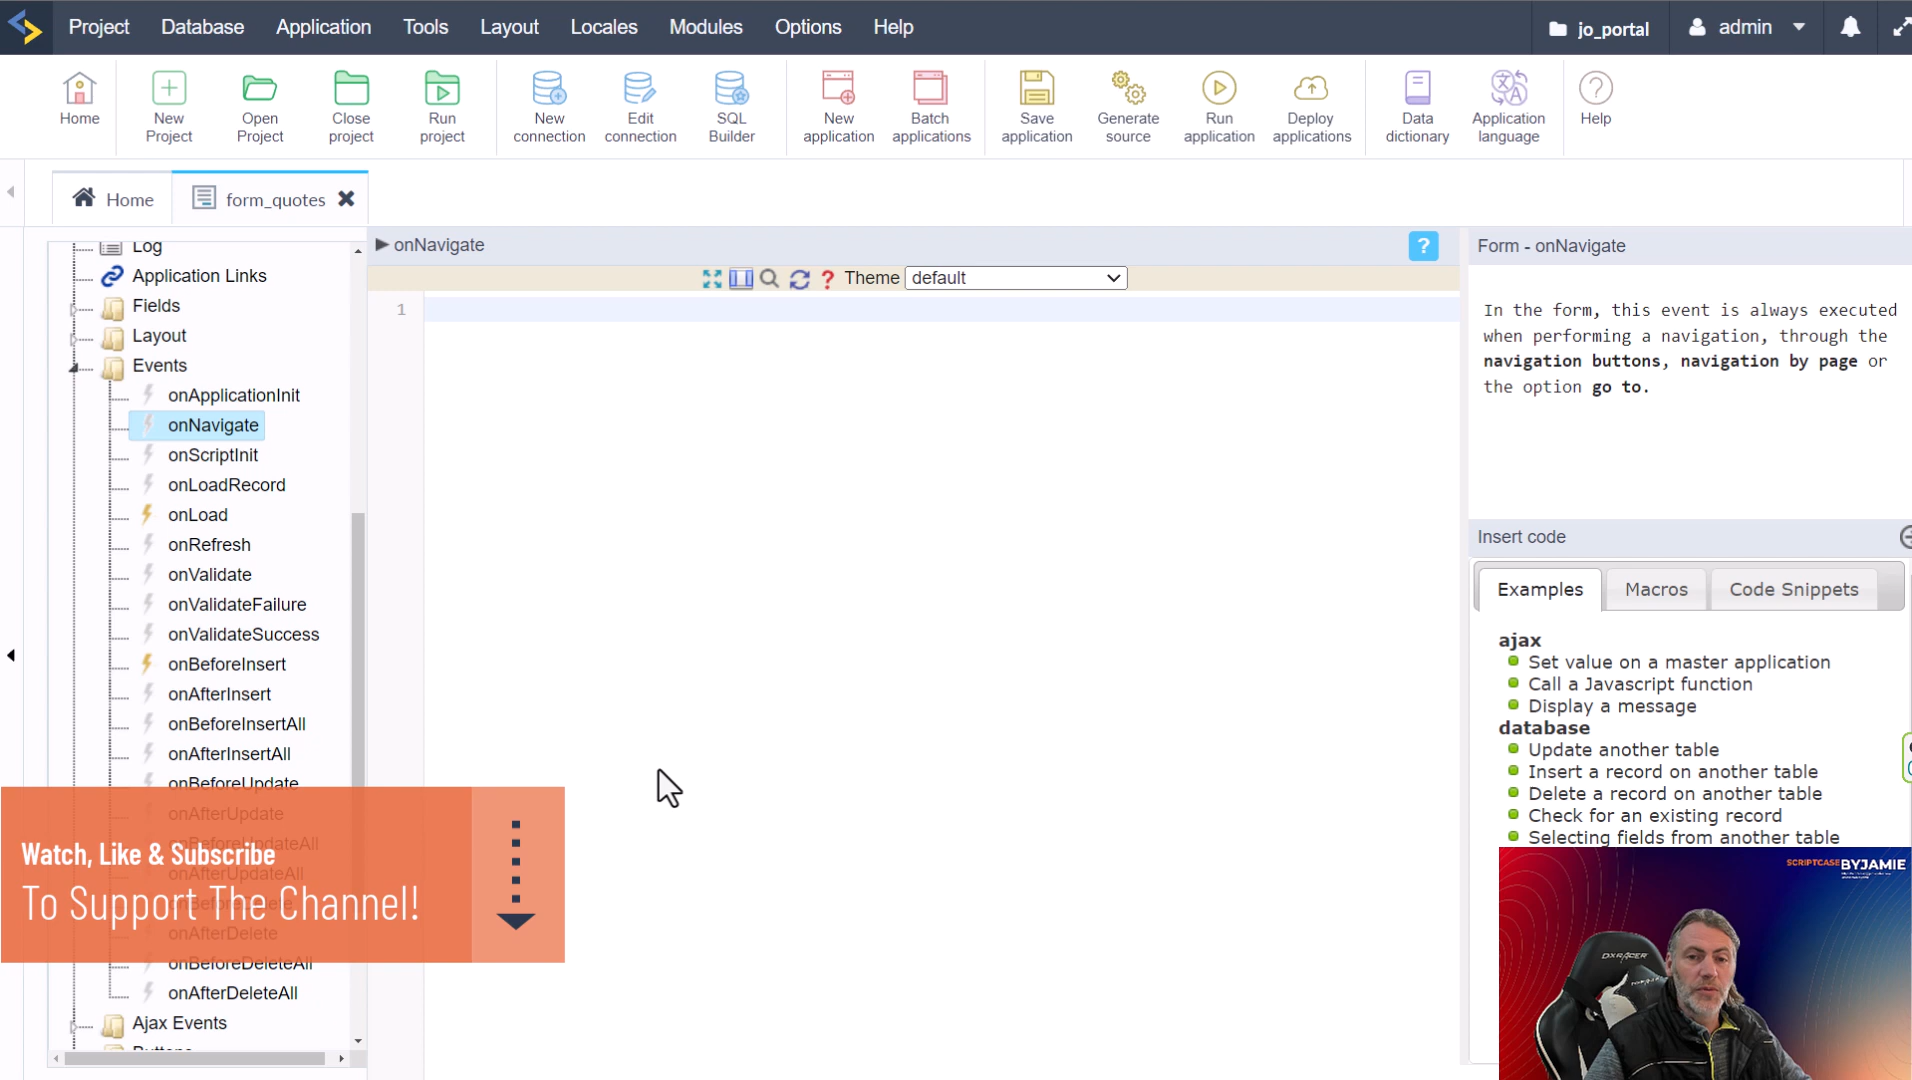 Project
Database
Application
Tools
Layout
Locales
Modules
Options
Help
jo_portal
admin
Home
New
Project
Open
Project
Close
project
Run
project
New
connection
Edit
connection
SQL
Builder
New
application
Batch
applications
Save
application
Generate
source
Run
application
Deploy
applications
Data
dictionary
Application
language
Help
Home
form_quotes
Log
Application Links
Fields
Layout
Events
onApplicationInit
onNavigate
onScriptInit
onLoadRecord
onLoad
onRefresh
onValidate
onValidateFailure
onValidateSuccess
onBeforeInsert
onAfterInsert
onBeforeInsertAll
onAfterInsertAll
onBeforeUpdate
onAfterUpdate
onBeforeUpdateAll
onAfterUpdateAll
onAfterDelete
onBeforeDeleteAll
onAfterDeleteAll
Ajax Events
Buttons
Watch, Like & Subscribe
To Support The Channel!
onNavigate
?
Theme
default
1
Form - onNavigate
In the form, this event is always executed
when performing a navigation, through the
navigation buttons, navigation by page or
the option go to.
Insert code
Examples
Macros
Code Snippets
ajax
Set value on a master application
Call a Javascript function
Display a message
database
Update another table
Insert a record on another table
Delete a record on another table
Check for an existing record
Selecting fields from another table
SCRIPTCASE BYJAMIE
DXRACER